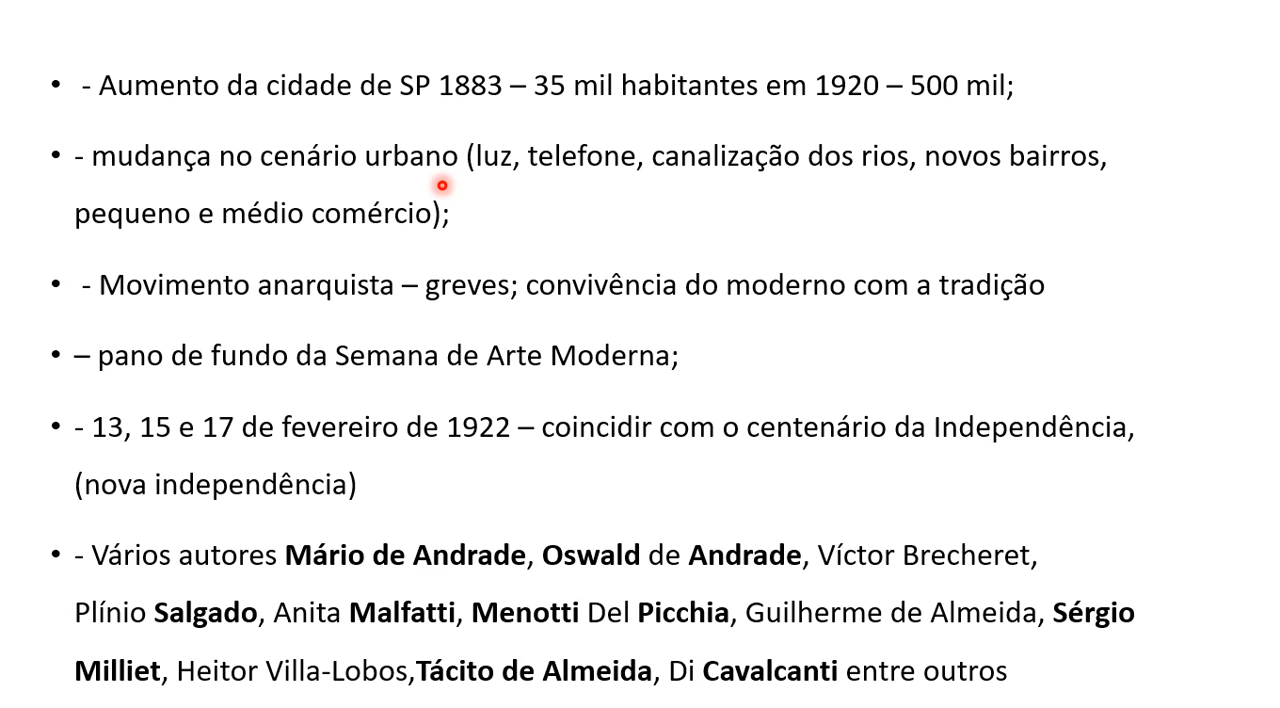 • - Aumento da cidade de SP 1883 – 35 mil habitantes em 1920 – 500 mil;
• - mudança no cenário urbano (luz, telefone, canalização dos rios, novos bairros,
pequeno e médio comércio);
• - Movimento anarquista – greves; convivência do moderno com a tradição
• – pano de fundo da Semana de Arte Moderna;
• - 13, 15 e 17 de fevereiro de 1922 – coincidir com o centenário da Independência,
(nova independência)
• - Vários autores Mário de Andrade, Oswald de Andrade, Víctor Brecheret,
Plínio Salgado, Anita Malfatti, Menotti Del Picchia, Guilherme de Almeida, Sérgio
Milliet, Heitor Villa-Lobos,Tácito de Almeida, Di Cavalcanti entre outros